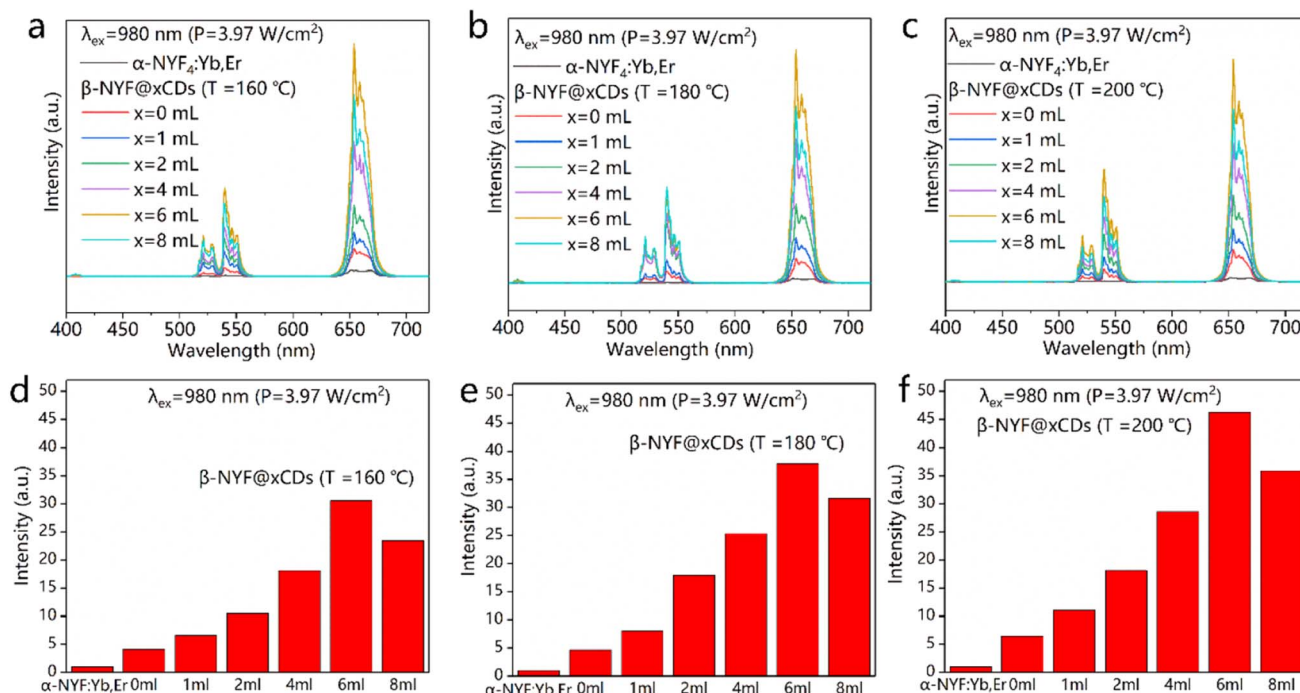 a
λex=980 nm (P=3.97 W/cm²)
α-NYF₄:Yb,Er
β-NYF@xCDs (T =160 ℃)
x=0 mL
x=1 mL
x=2 mL
x=4 mL
x=6 mL
x=8 mL
Intensity (a.u.)
400 450 500 550 600 650 700
Wavelength (nm)
b
λex=980 nm (P=3.97 W/cm²)
α-NYF₄:Yb,Er
β-NYF@xCDs (T =180 ℃)
x=0 mL
x=1 mL
x=2 mL
x=4 mL
x=6 mL
x=8 mL
Intensity (a.u.)
400 450 500 550 600 650 700
Wavelength (nm)
c
λex=980 nm (P=3.97 W/cm²)
α-NYF₄:Yb,Er
β-NYF@xCDs (T =200 ℃)
x=0 mL
x=1 mL
x=2 mL
x=4 mL
x=6 mL
x=8 mL
Intensity (a.u.)
400 450 500 550 600 650 700
Wavelength (nm)
d
λex=980 nm (P=3.97 W/cm²)
β-NYF@xCDs (T =160 ℃)
Intensity (a.u.)
50
45
40
35
30
25
20
15
10
5
0
α-NYF:Yb,Er 0ml 1ml 2ml 4ml 6ml 8ml
e
λex=980 nm (P=3.97 W/cm²)
β-NYF@xCDs (T =180 ℃)
Intensity (a.u.)
50
45
40
35
30
25
20
15
10
5
0
α-NYF:Yb,Er 0ml 1ml 2ml 4ml 6ml 8ml
f
λex=980 nm (P=3.97 W/cm²)
β-NYF@xCDs (T =200 ℃)
Intensity (a.u.)
50
45
40
35
30
25
20
15
10
5
0
α-NYF:Yb,Er 0ml 1ml 2ml 4ml 6ml 8ml